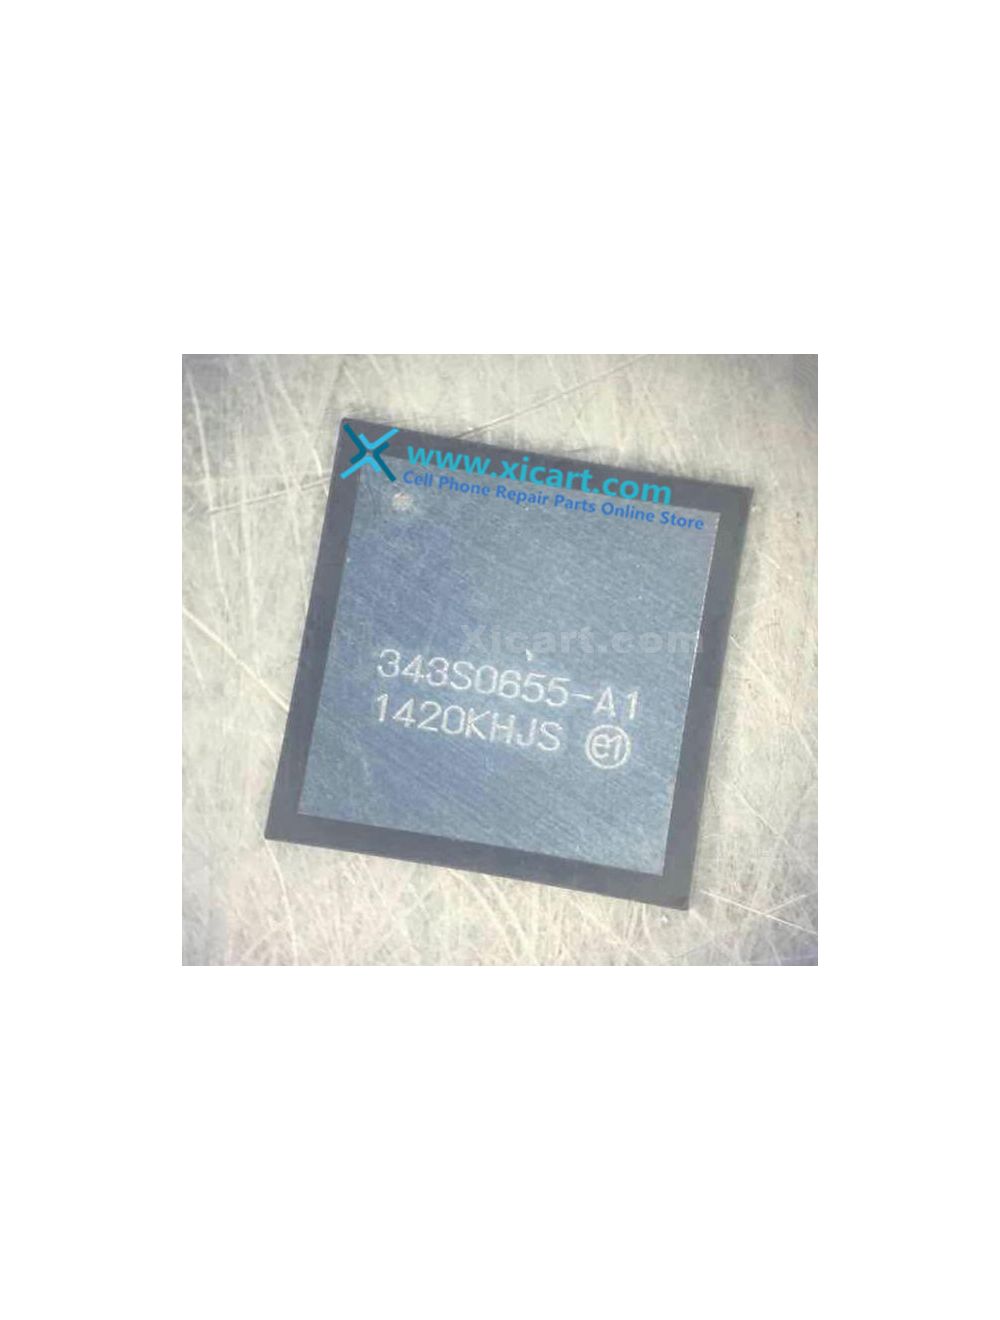 www.xicart.com
Cell Phone Repair Parts Online Store
Xicart.com
343S0655-A1
1420KHJS e1